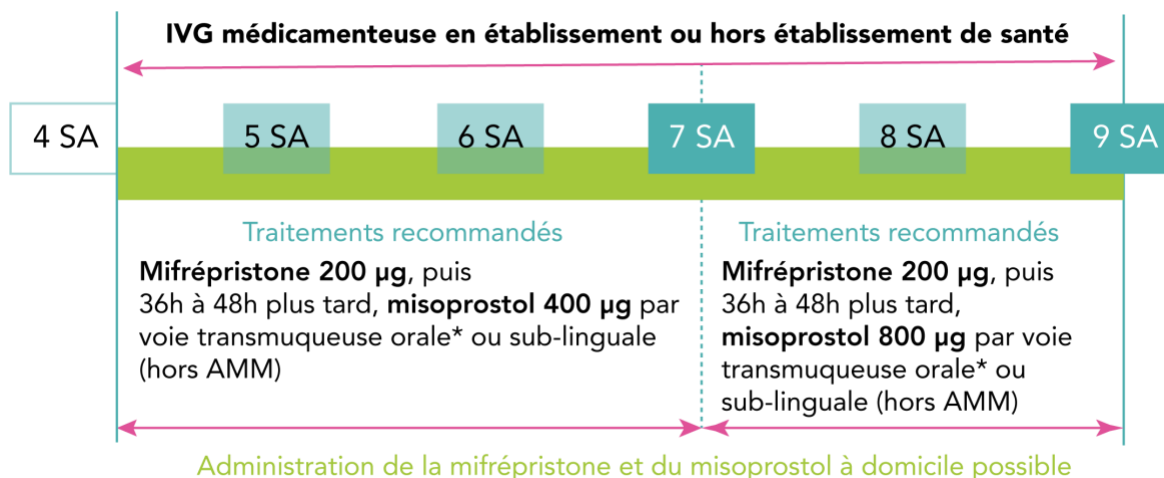 IVG médicamenteuse en établissement ou hors établissement de santé
4 SA
5 SA
6 SA
7 SA
8 SA
9 SA
Traitements recommandés
Mifrépristone 200 µg, puis
36h à 48h plus tard, misoprostol 400 µg par
voie transmuqueuse orale* ou sub-linguale
(hors AMM)
Traitements recommandés
Mifrépristone 200 µg, puis
36h à 48h plus tard,
misoprostol 800 µg par voie
transmuqueuse orale* ou
sub-linguale (hors AMM)
Administration de la mifrépristone et du misoprostol à domicile possible